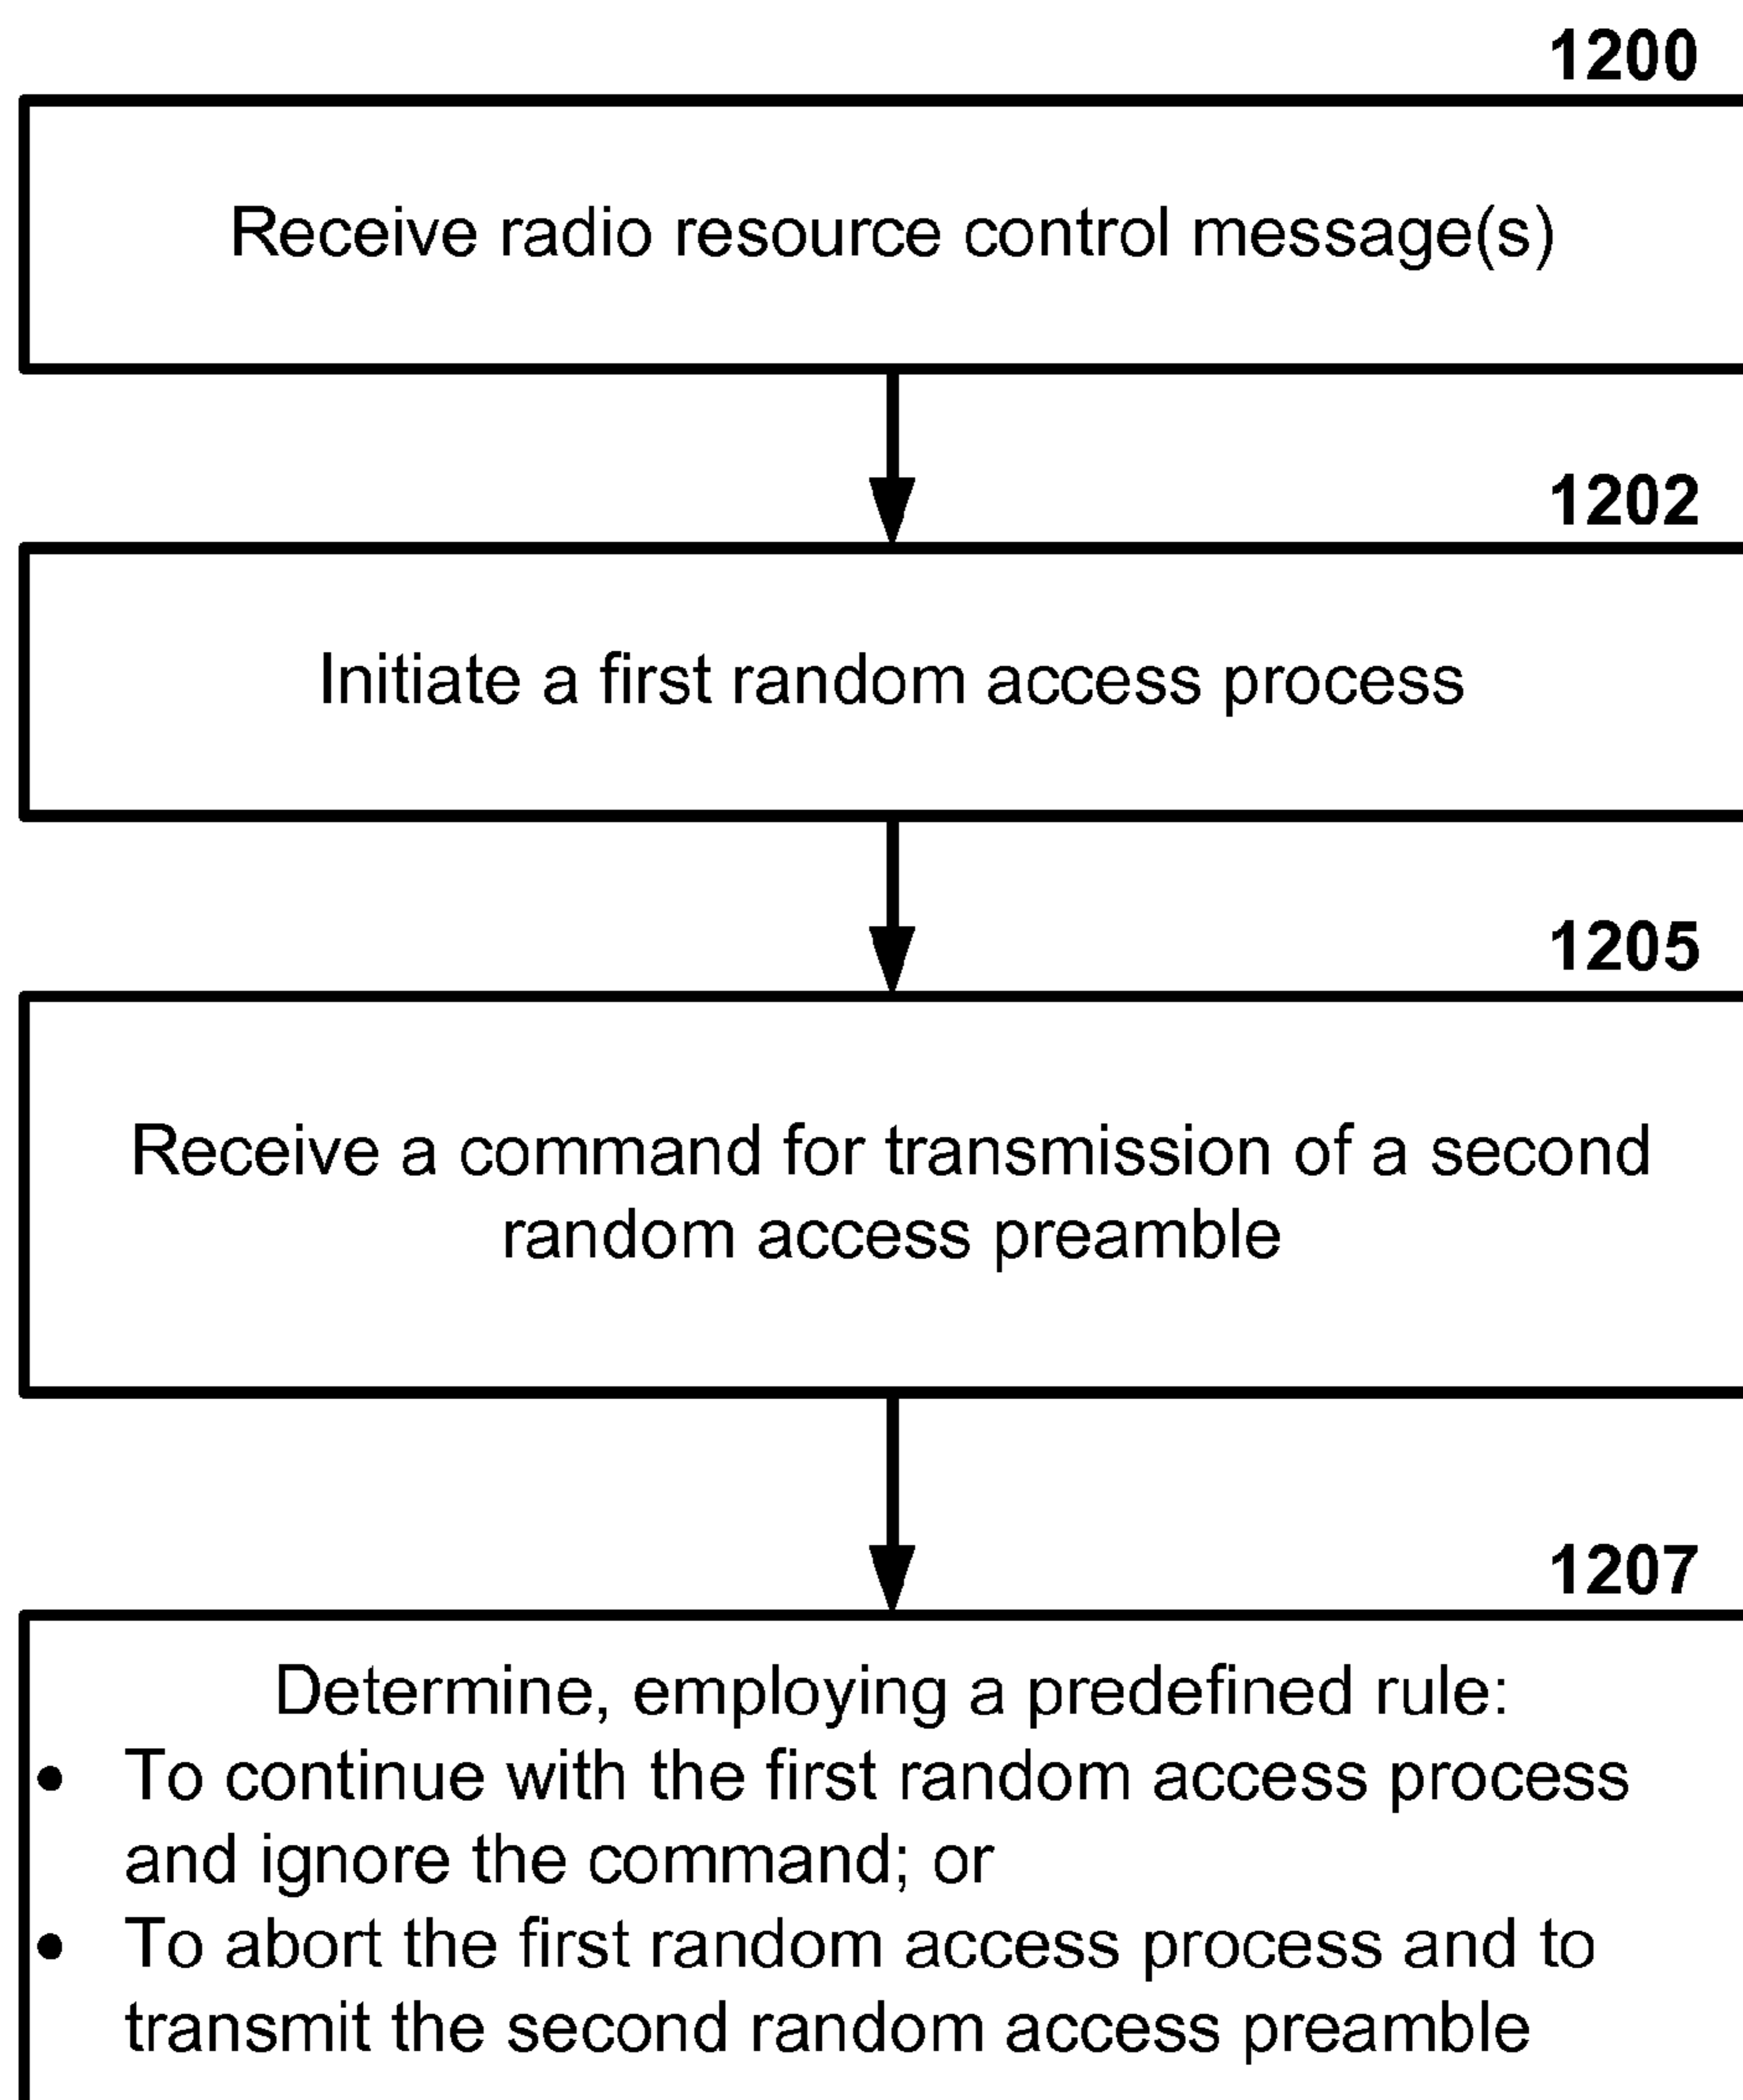 1200
Receive radio resource control message(s)
1202
Initiate a first random access process
1205
Receive a command for transmission of a second
random access preamble
1207
Determine, employing a predefined rule:
• To continue with the first random access process
and ignore the command; or
• To abort the first random access process and to
transmit the second random access preamble